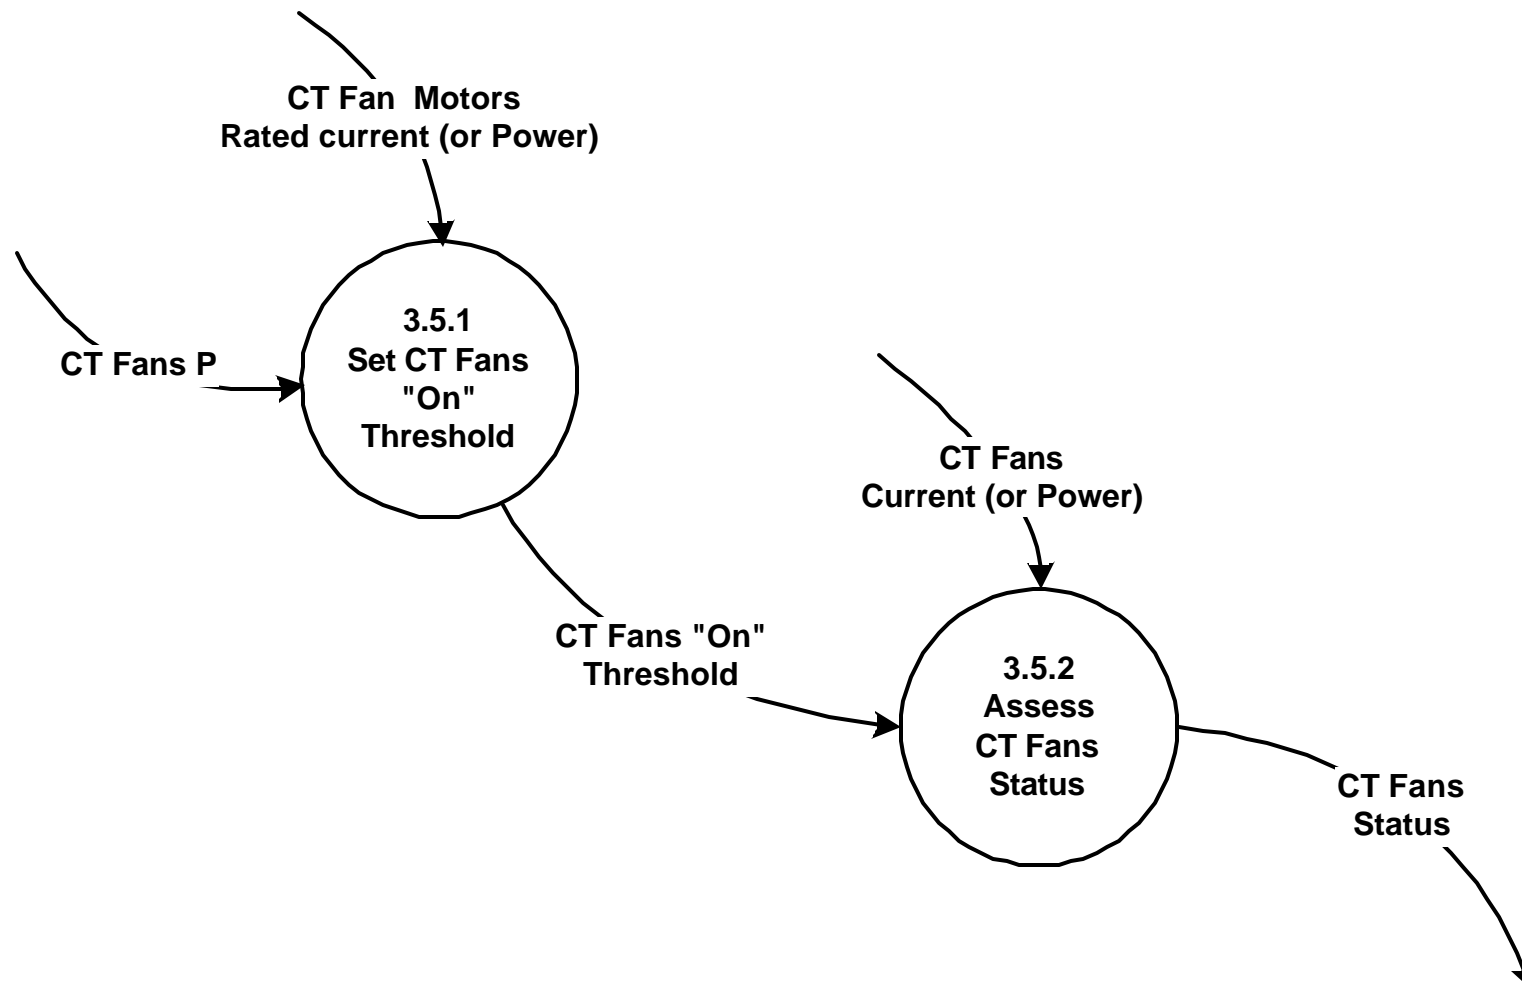 CT Fan  Motors
Rated current (or Power)
3.5.1
Set CT Fans
"On"
Threshold
CT Fans P
CT Fans
Current (or Power)
CT Fans "On"
Threshold
3.5.2
Assess
CT Fans
Status
CT Fans
Status